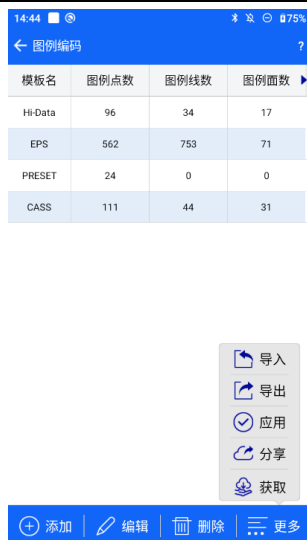 14:44 75%
图例编码 ?
模板名 图例点数 图例线数 图例面数
Hi-Data 96 34 17
EPS 562 753 71
PRESET 24 0 0
CASS 111 44 31
导入
导出
应用
分享
获取
添加 编辑 删除 更多